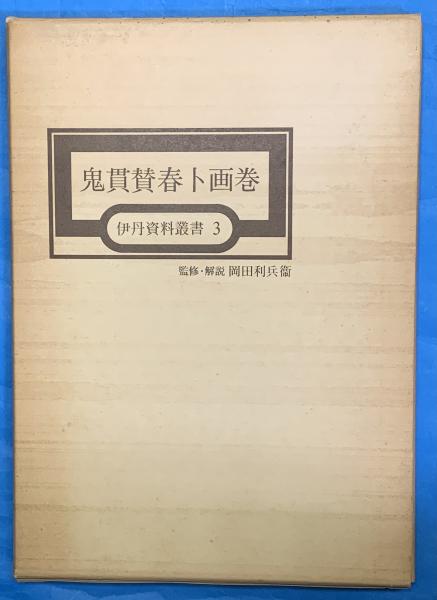 鬼貫賛春卜画巻
伊丹資料叢書 3
監修・解説 岡田利兵衞